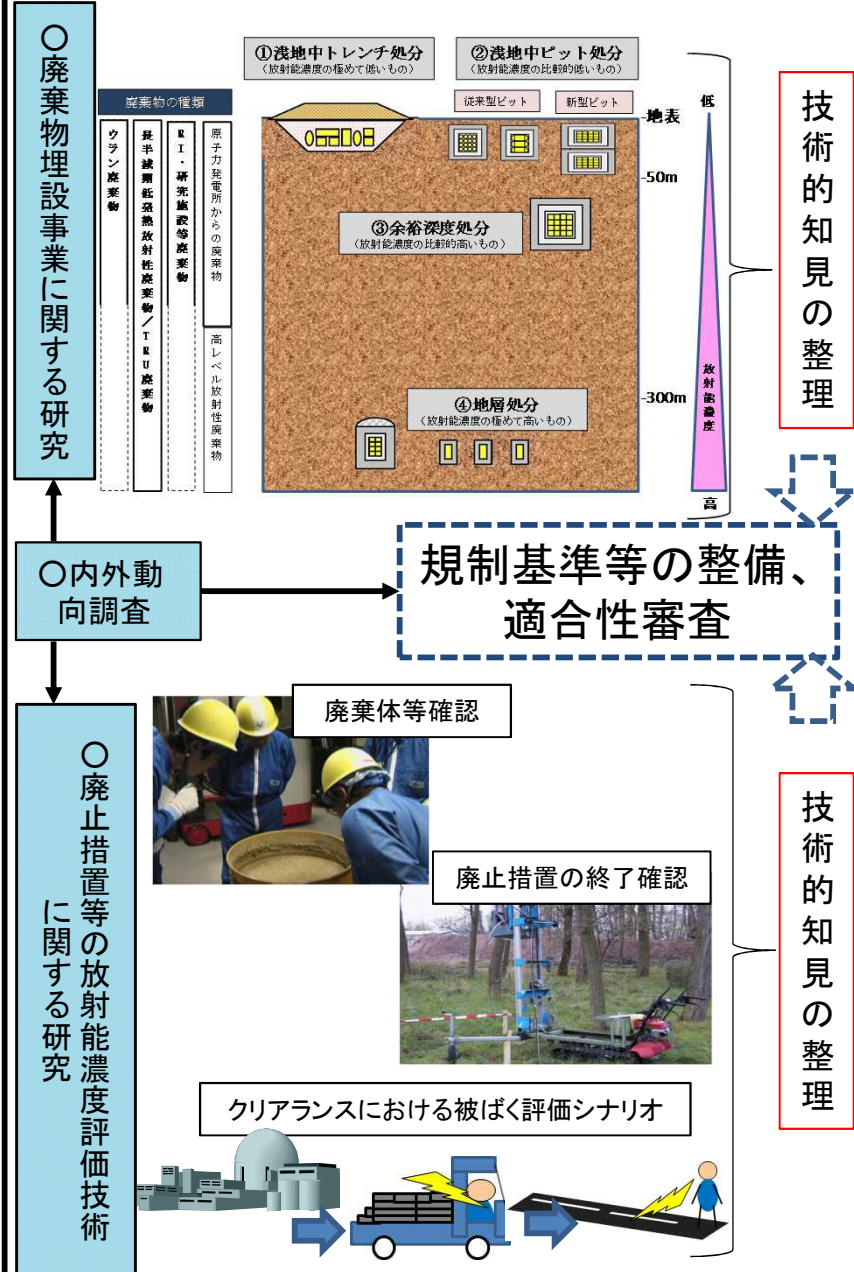 〇廃棄物埋設事業に関する研究
①浅地中トレンチ処分
(放射能濃度の極めて低いもの)
②浅地中ピット処分
(放射能濃度の比較的低いもの)
廃棄物の種類
ウラン廃棄物
長半減期低発熱放射性廃棄物/TRU廃棄物
RI・研究施設等廃棄物
原子力発電所からの廃棄物
高レベル放射性廃棄物
従来型ピット
新型ピット
-地表
-50m
③余裕深度処分
(放射能濃度の比較的高いもの)
-300m
④地層処分
(放射能濃度の極めて高いもの)
低
放射能濃度
高
技術的知見の整理
〇内外動
向調査
規制基準等の整備、
適合性審査
〇廃止措置等の放射能濃度評価技術
に関する研究
廃棄体等確認
廃止措置の終了確認
クリアランスにおける被ばく評価シナリオ
技術的知見の整理